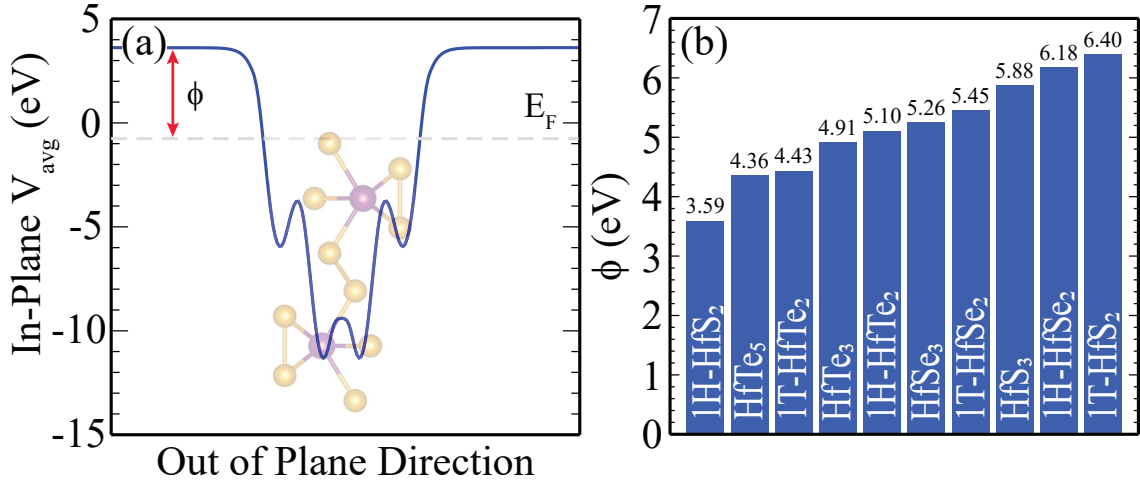 (a)
5
0
-5
-10
-15
In-Plane V_avg (eV)
Out of Plane Direction
ϕ
E_F
(b)
7
6
5
4
3
2
1
0
ϕ (eV)
3.59
4.36
4.43
4.91
5.10
5.26
5.45
5.88
6.18
6.40
1H-HfS₂
HfTe₅
1T-HfTe₂
HfTe₃
1H-HfTe₂
HfSe₃
1T-HfSe₂
HfS₃
1H-HfSe₂
1T-HfS₂